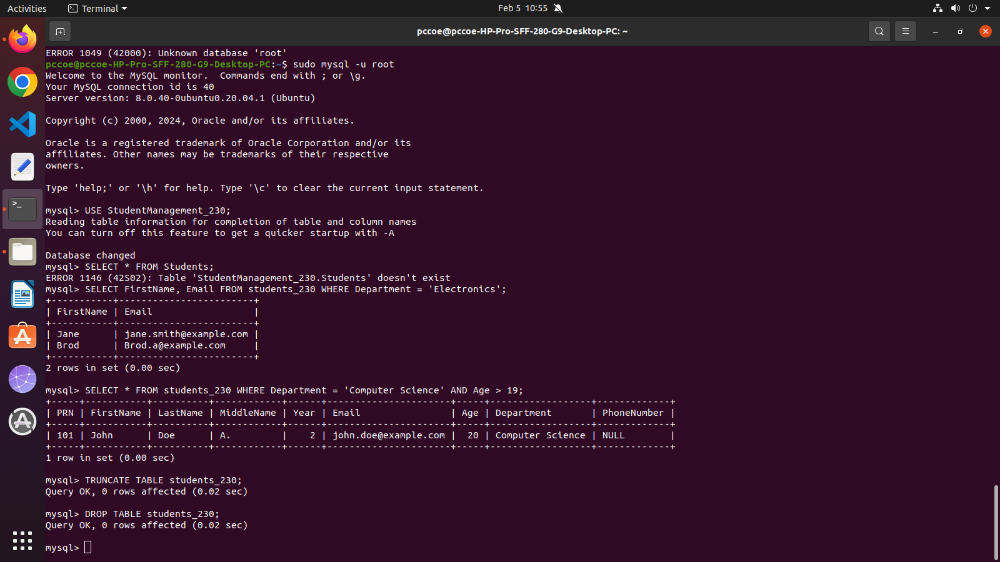 Activities
Terminal
Feb 5 10:55
pccoe@pccoe-HP-Pro-SFF-280-G9-Desktop-PC: ~
ERROR 1049 (42000): Unknown database 'root'
pccoe@pccoe-HP-Pro-SFF-280-G9-Desktop-PC:~$ sudo mysql -u root
Welcome to the MySQL monitor.  Commands end with ; or \g.
Your MySQL connection id is 40
Server version: 8.0.40-0ubuntu0.20.04.1 (Ubuntu)
Copyright (c) 2000, 2024, Oracle and/or its affiliates.
Oracle is a registered trademark of Oracle Corporation and/or its
affiliates. Other names may be trademarks of their respective
owners.
Type 'help;' or '\h' for help. Type '\c' to clear the current input statement.
mysql> USE StudentManagement_230;
Reading table information for completion of table and column names
You can turn off this feature to get a quicker startup with -A
Database changed
mysql> SELECT * FROM Students;
ERROR 1146 (42S02): Table 'StudentManagement_230.Students' doesn't exist
mysql> SELECT FirstName, Email FROM students_230 WHERE Department = 'Electronics';
+-----------+------------------------+
| FirstName | Email                  |
+-----------+------------------------+
| Jane      | jane.smith@example.com |
| Brod      | Brod.a@example.com     |
+-----------+------------------------+
2 rows in set (0.00 sec)
mysql> SELECT * FROM students_230 WHERE Department = 'Computer Science' AND Age > 19;
+-----+-----------+----------+------------+------+----------------------+-----+------------------+-------------+
| PRN | FirstName | LastName | MiddleName | Year | Email                | Age | Department       | PhoneNumber |
+-----+-----------+----------+------------+------+----------------------+-----+------------------+-------------+
| 101 | John      | Doe      | A.         |    2 | john.doe@example.com |  20 | Computer Science | NULL        |
+-----+-----------+----------+------------+------+----------------------+-----+------------------+-------------+
1 row in set (0.00 sec)
mysql> TRUNCATE TABLE students_230;
Query OK, 0 rows affected (0.02 sec)
mysql> DROP TABLE students_230;
Query OK, 0 rows affected (0.02 sec)
mysql>